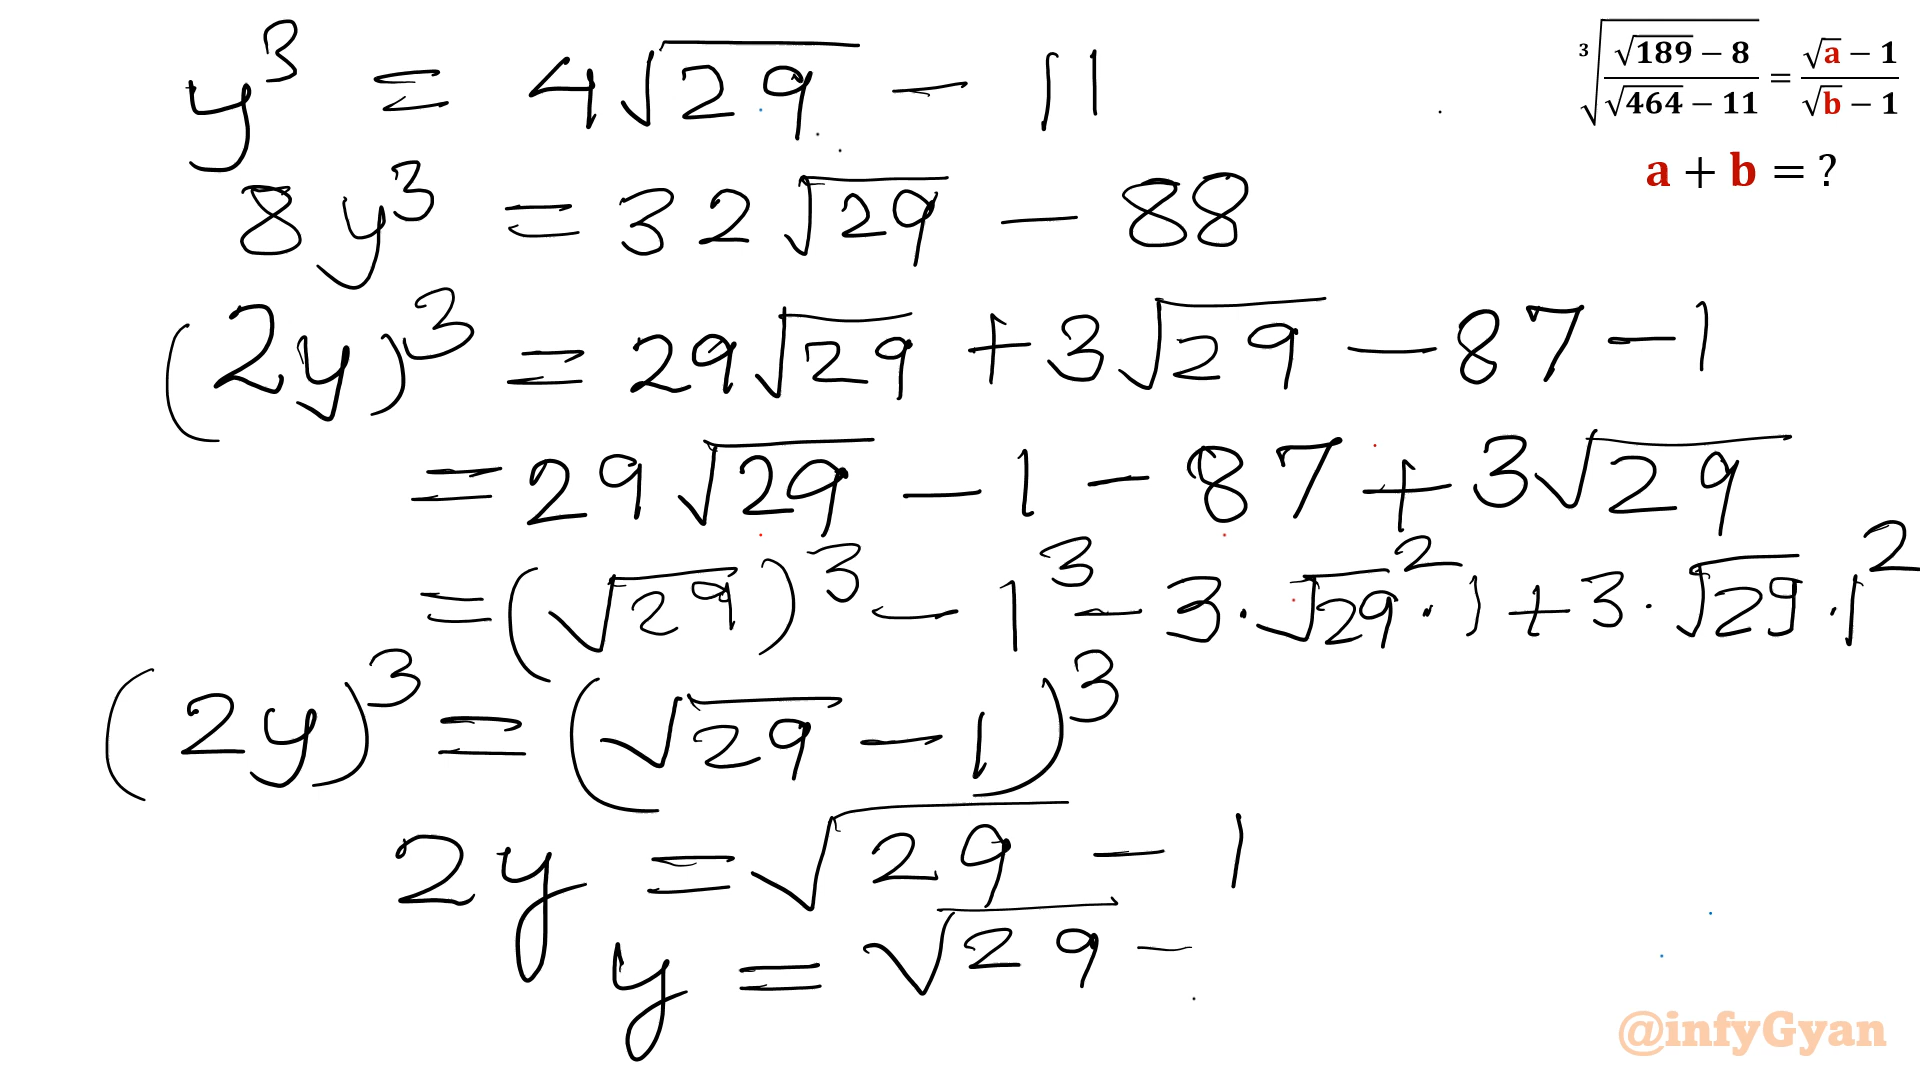 y³ = 4√29 − 11
∛((√189 − 8)/(√464 − 11)) = (√a − 1)/(√b − 1)
a + b = ?
8y³ = 32√29 − 88
(2y)³ = 29√29 + 3√29 − 87 − 1
= 29√29 − 1 − 87 + 3√29
= (√29)³ − 1³ − 3·√29²·1 + 3·√29·1²
(2y)³ = (√29 − 1)³
2y = √29 − 1
y = √29 −
@infyGyan